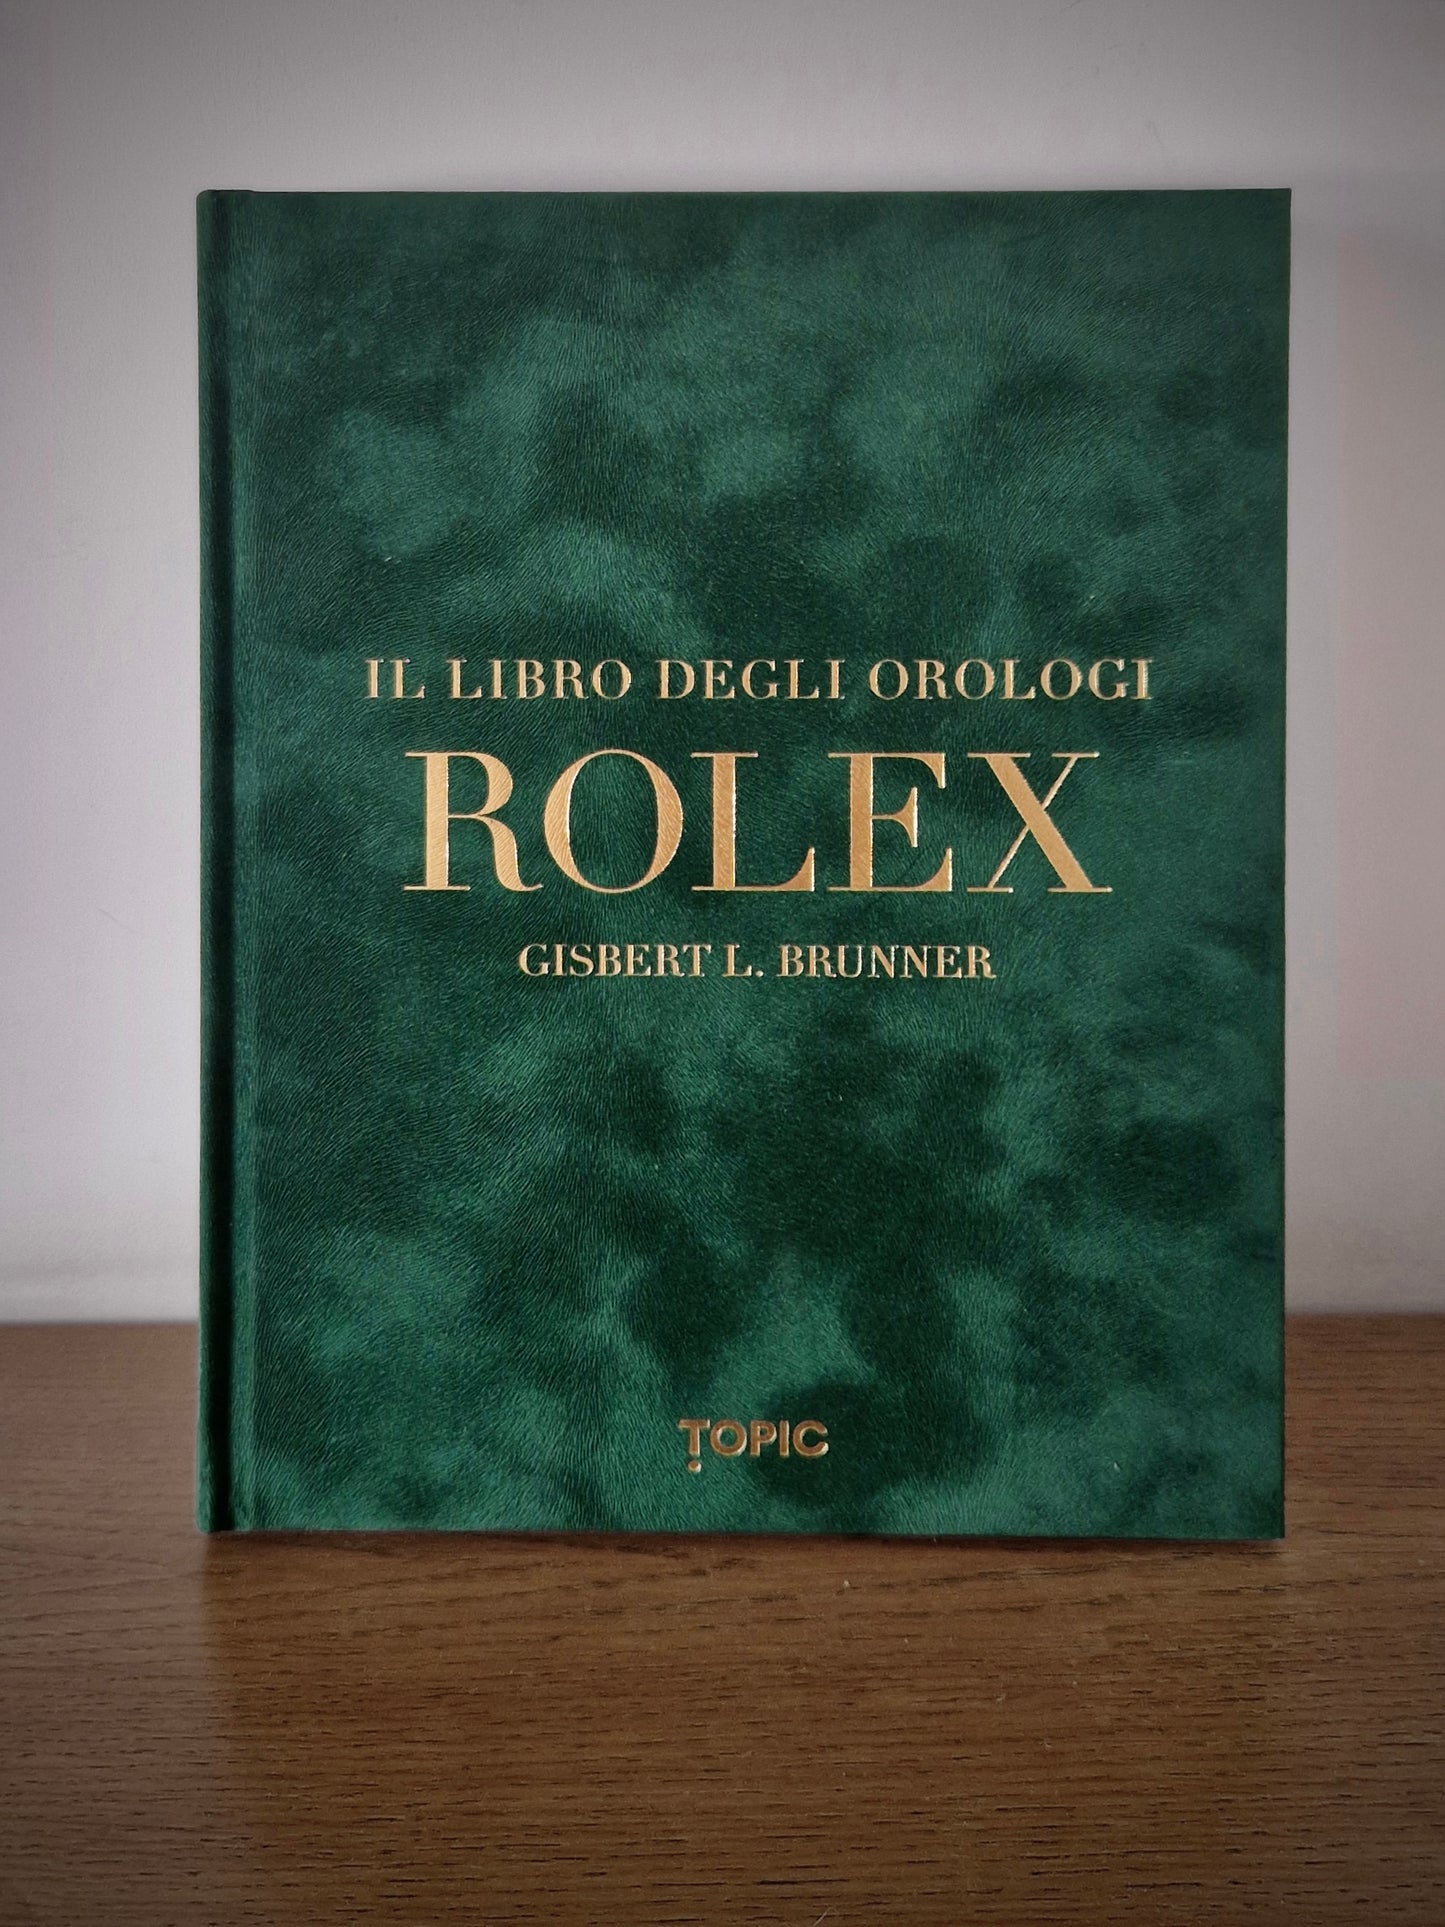 IL LIBRO DEGLI OROLOGI
ROLEX
GISBERT L. BRUNNER
TOPIC